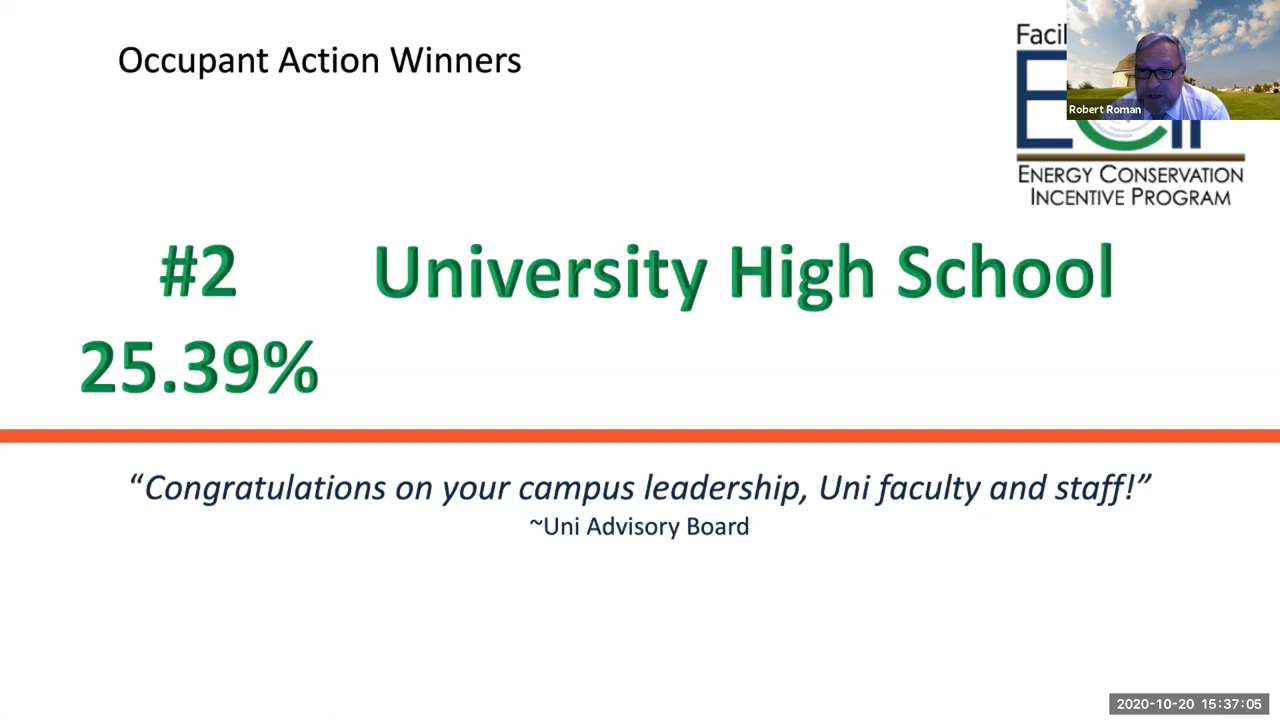 Occupant Action Winners
Facil
Robert Roman
ENERGY CONSERVATION
INCENTIVE PROGRAM
#2 University High School
25.39%
“Congratulations on your campus leadership, Uni faculty and staff!”
~Uni Advisory Board
2020-10-20 15:37:05